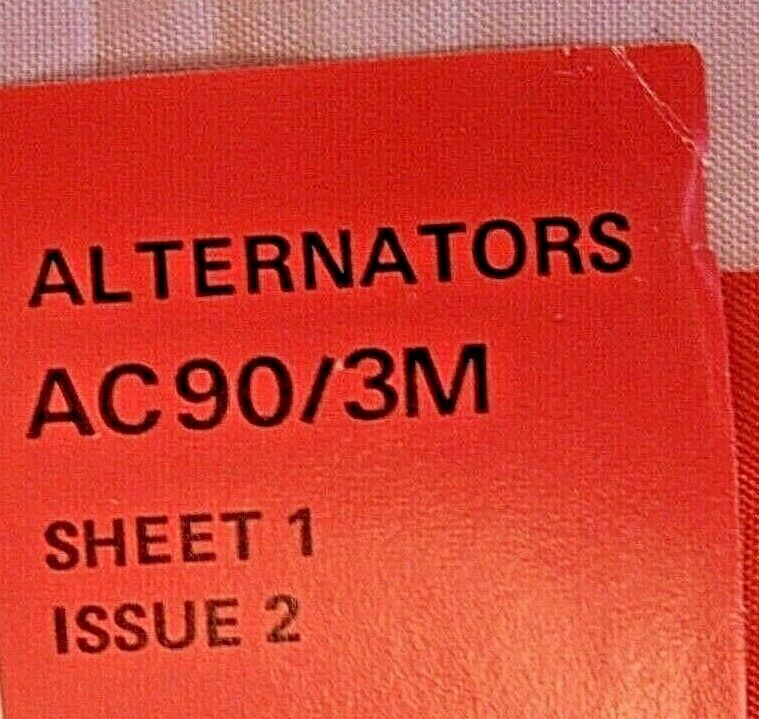 ALTERNATORS
AC90/3M
SHEET 1
ISSUE 2